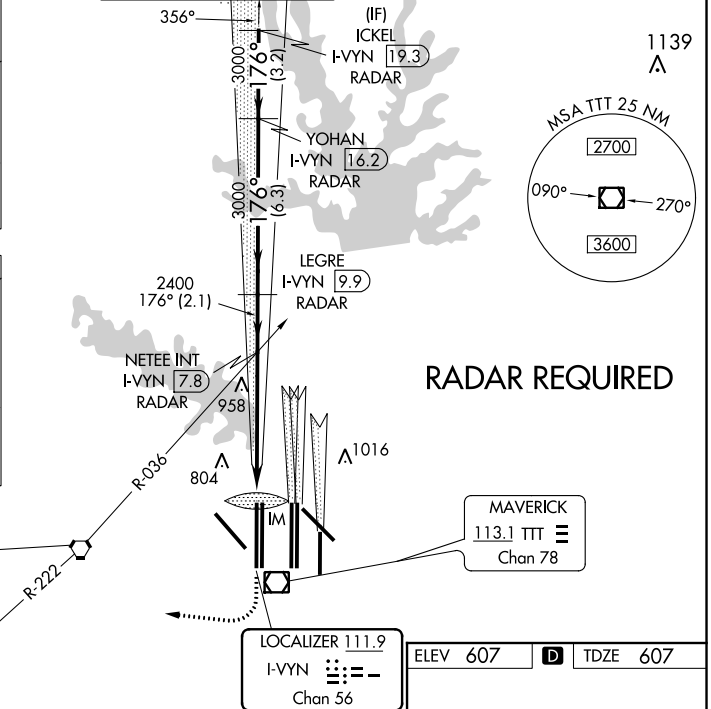 356°
(IF)
ICKEL
I-VYN 19.3
RADAR
3000
176°
(3.2)
1139
YOHAN
I-VYN 16.2
RADAR
3000
176°
(6.3)
MSA TTT 25 NM
2700
090°
270°
3600
LEGRE
I-VYN 9.9
RADAR
2400
176° (2.1)
NETEE INT
I-VYN 7.8
RADAR
958
RADAR REQUIRED
1016
804
R-036
IM
R-222
MAVERICK
113.1 TTT
Chan 78
LOCALIZER 111.9
I-VYN
Chan 56
ELEV 607 D TDZE 607